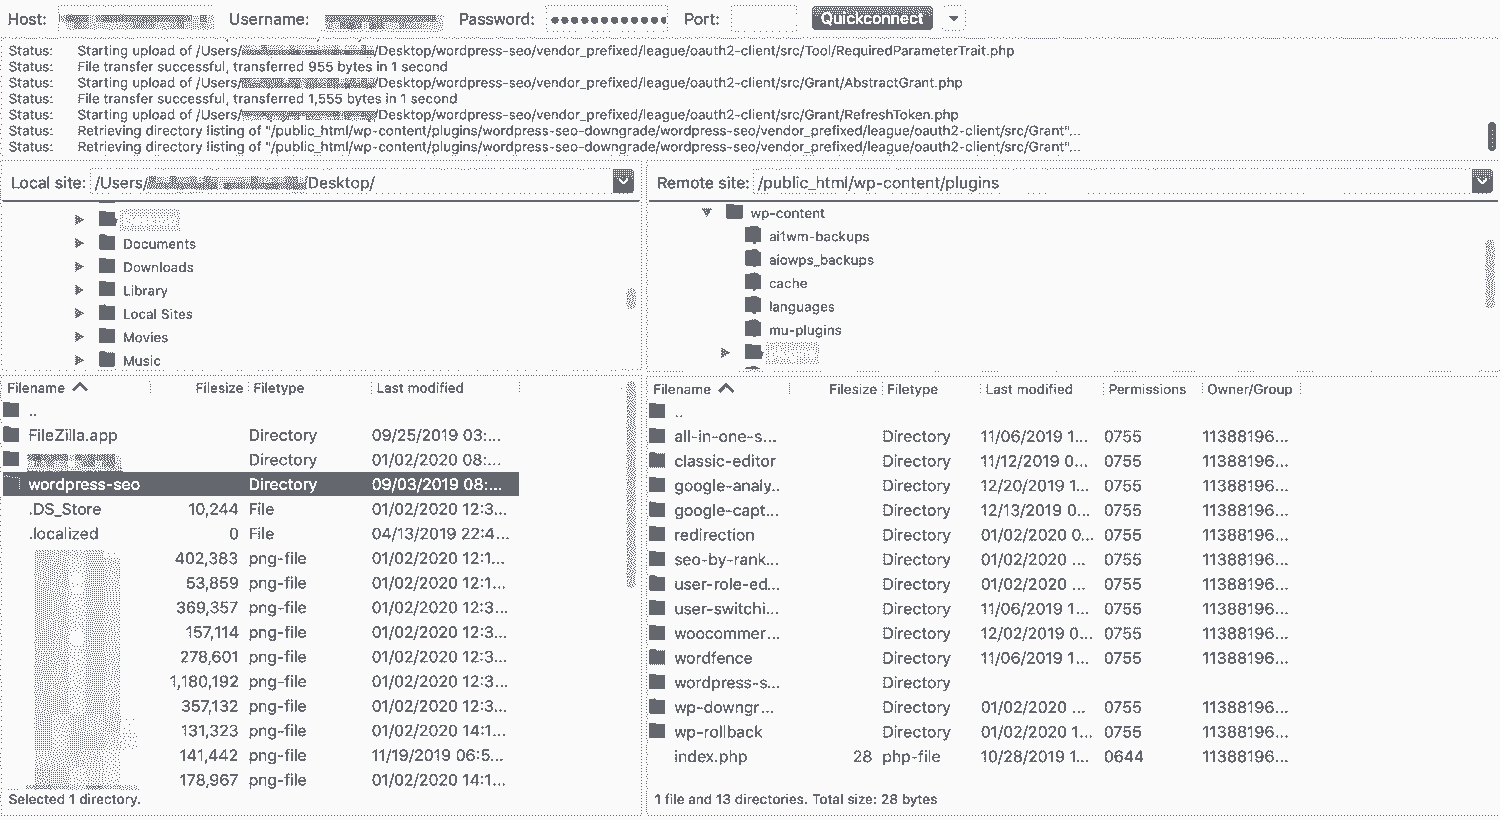 Host: Username: Password: ●●●●●●●●●●●● Port: Quickconnect
Status: Starting upload of /Users/ /Desktop/wordpress-seo/vendor_prefixed/league/oauth2-client/src/Tool/RequiredParameterTrait.php
Status: File transfer successful, transferred 955 bytes in 1 second
Status: Starting upload of /Users/ /Desktop/wordpress-seo/vendor_prefixed/league/oauth2-client/src/Grant/AbstractGrant.php
Status: File transfer successful, transferred 1,555 bytes in 1 second
Status: Starting upload of /Users/ /Desktop/wordpress-seo/vendor_prefixed/league/oauth2-client/src/Grant/RefreshToken.php
Status: Retrieving directory listing of "/public_html/wp-content/plugins/wordpress-seo-downgrade/wordpress-seo/vendor_prefixed/league/oauth2-client/src/Grant"...
Status: Retrieving directory listing of "/public_html/wp-content/plugins/wordpress-seo-downgrade/wordpress-seo/vendor_prefixed/league/oauth2-client/src/Grant"...
Local site: /Users/ /Desktop/
Documents
Downloads
Library
Local Sites
Movies
Music
Filename Filesize Filetype Last modified
..
FileZilla.app Directory 09/25/2019 03:...
Directory 01/02/2020 08:...
wordpress-seo Directory 09/03/2019 08:...
.DS_Store 10,244 File 01/02/2020 12:3...
.localized 0 File 04/13/2019 22:4...
402,383 png-file 01/02/2020 12:1...
53,859 png-file 01/02/2020 12:1...
369,357 png-file 01/02/2020 12:3...
157,114 png-file 01/02/2020 12:3...
278,601 png-file 01/02/2020 12:3...
1,180,192 png-file 01/02/2020 12:3...
357,132 png-file 01/02/2020 12:3...
131,323 png-file 01/02/2020 14:1...
141,442 png-file 11/19/2019 06:5...
178,967 png-file 01/02/2020 14:1...
Selected 1 directory.
Remote site: /public_html/wp-content/plugins
wp-content
ai1wm-backups
aiowps_backups
cache
languages
mu-plugins
Filename Filesize Filetype Last modified Permissions Owner/Group
..
all-in-one-s... Directory 11/06/2019 1... 0755 11388196...
classic-editor Directory 11/12/2019 0... 0755 11388196...
google-analy.. Directory 12/20/2019 1... 0755 11388196...
google-capt... Directory 12/13/2019 0... 0755 11388196...
redirection Directory 01/02/2020 0... 0755 11388196...
seo-by-rank... Directory 01/02/2020 ... 0755 11388196...
user-role-ed... Directory 01/02/2020 ... 0755 11388196...
user-switchi... Directory 11/06/2019 1... 0755 11388196...
woocommer... Directory 12/02/2019 0... 0755 11388196...
wordfence Directory 11/06/2019 1... 0755 11388196...
wordpress-s... Directory
wp-downgr... Directory 01/02/2020 ... 0755 11388196...
wp-rollback Directory 01/02/2020 1... 0755 11388196...
index.php 28 php-file 10/28/2019 1... 0644 11388196...
1 file and 13 directories. Total size: 28 bytes